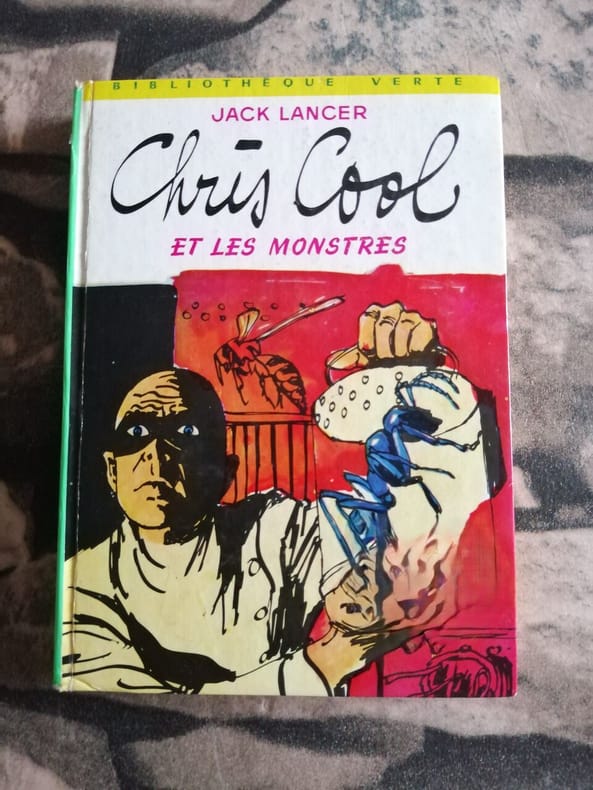 BIBLIOTHÈQUE VERTE
JACK LANCER
Chris Cool
ET LES MONSTRES